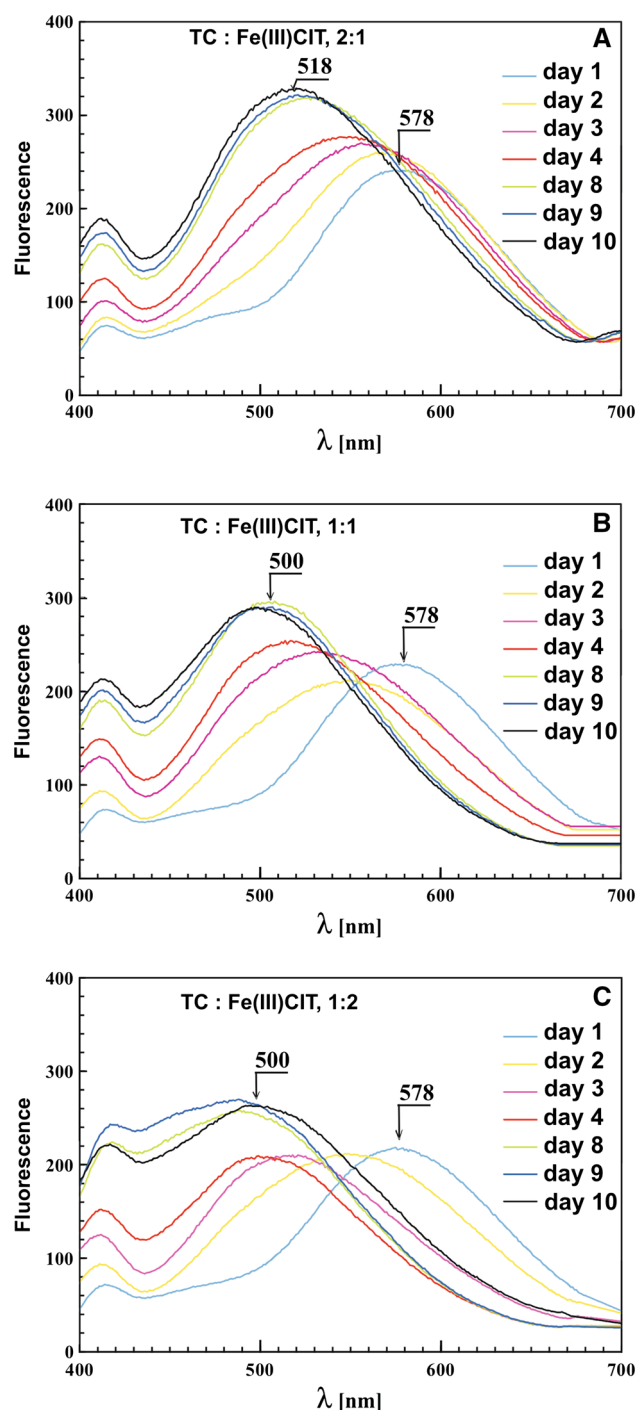 TC : Fe(III)CIT, 2:1
A
518
578
day 1
day 2
day 3
day 4
day 8
day 9
day 10
Fluorescence
400
300
200
100
0
400
500
600
700
λ [nm]
TC : Fe(III)CIT, 1:1
B
500
578
day 1
day 2
day 3
day 4
day 8
day 9
day 10
Fluorescence
400
300
200
100
0
400
500
600
700
λ [nm]
TC : Fe(III)CIT, 1:2
C
500
578
day 1
day 2
day 3
day 4
day 8
day 9
day 10
Fluorescence
400
300
200
100
0
400
500
600
700
λ [nm]